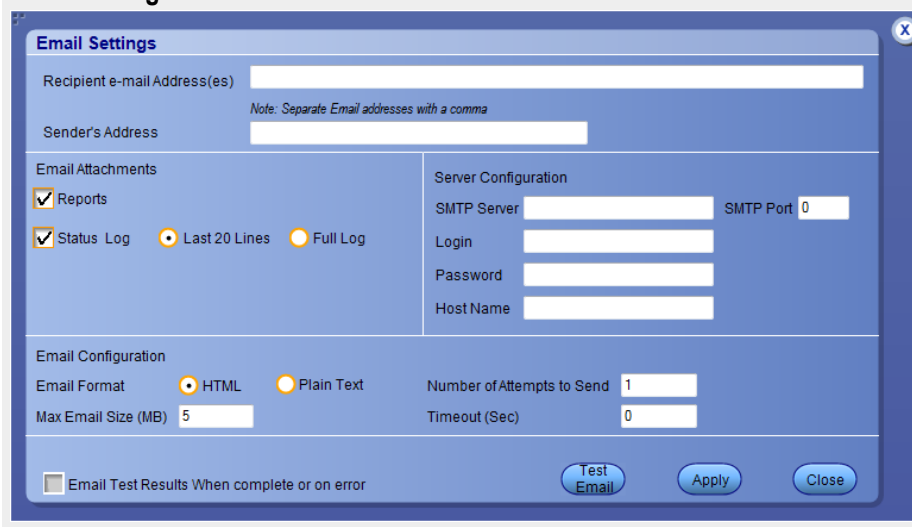 Email Settings
Recipient e-mail Address(es)
Note: Separate Email addresses with a comma
Sender's Address
Email Attachments
Reports
Status Log Last 20 Lines Full Log
Server Configuration
SMTP Server SMTP Port 0
Login
Password
Host Name
Email Configuration
Email Format HTML Plain Text
Max Email Size (MB) 5
Number of Attempts to Send 1
Timeout (Sec) 0
Email Test Results When complete or on error
Test
Email
Apply
Close
X